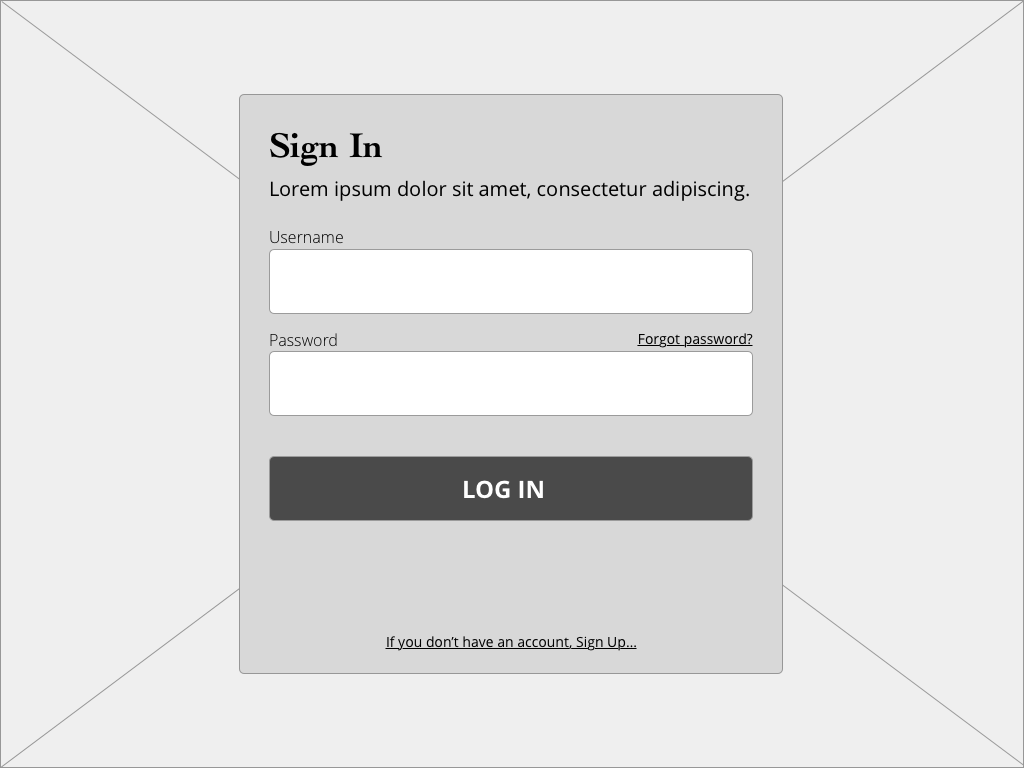 Sign In
Lorem ipsum dolor sit amet, consectetur adipiscing.
Username
Password
Forgot password?
LOG IN
If you don’t have an account, Sign Up...